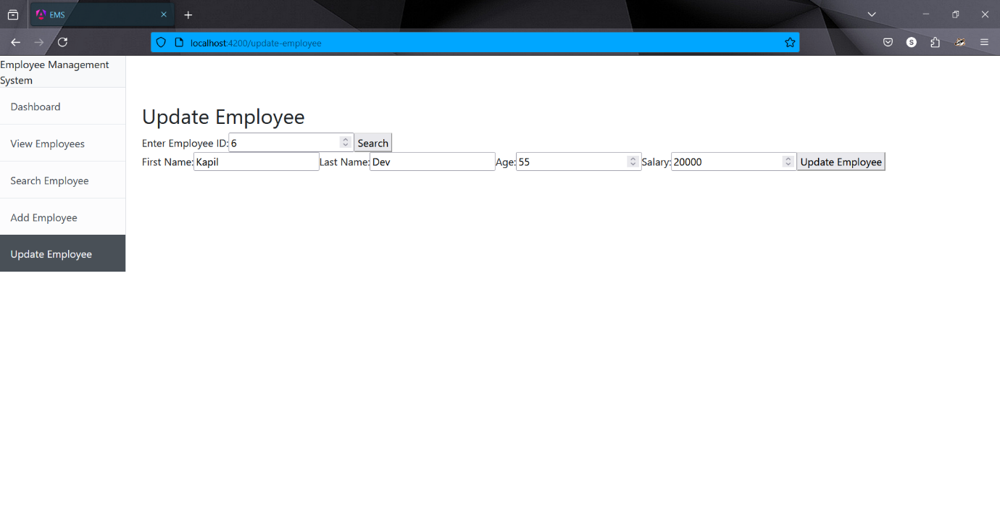 EMS
localhost:4200/update-employee
S
Employee Management
System
Dashboard
View Employees
Search Employee
Add Employee
Update Employee
Update Employee
Enter Employee ID: 6 Search
First Name: Kapil Last Name: Dev Age: 55 Salary: 20000 Update Employee